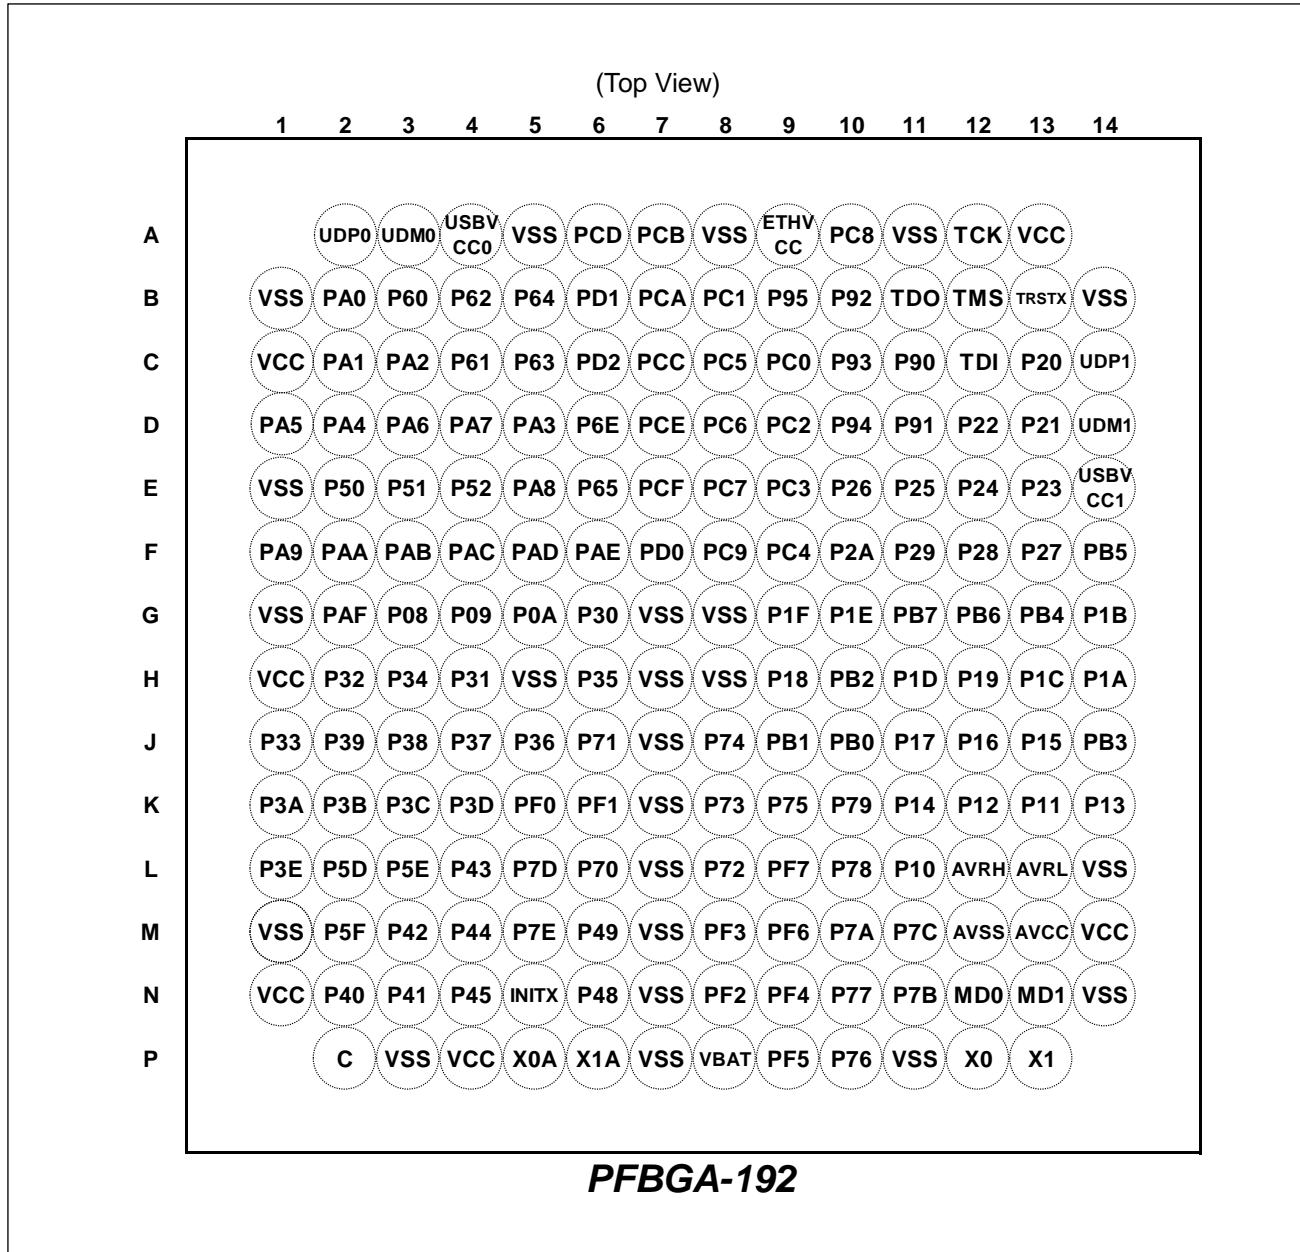 (Top View)
1 2 3 4 5 6 7 8 9 10 11 12 13 14
A UDP0 UDM0 USBV CC0 VSS PCD PCB VSS ETHV CC PC8 VSS TCK VCC
B VSS PA0 P60 P62 P64 PD1 PCA PC1 P95 P92 TDO TMS TRSTX VSS
C VCC PA1 PA2 P61 P63 PD2 PCC PC5 PC0 P93 P90 TDI P20 UDP1
D PA5 PA4 PA6 PA7 PA3 P6E PCE PC6 PC2 P94 P91 P22 P21 UDM1
E VSS P50 P51 P52 PA8 P65 PCF PC7 PC3 P26 P25 P24 P23 USBV CC1
F PA9 PAA PAB PAC PAD PAE PD0 PC9 PC4 P2A P29 P28 P27 PB5
G VSS PAF P08 P09 P0A P30 VSS VSS P1F P1E PB7 PB6 PB4 P1B
H VCC P32 P34 P31 VSS P35 VSS VSS P18 PB2 P1D P19 P1C P1A
J P33 P39 P38 P37 P36 P71 VSS P74 PB1 PB0 P17 P16 P15 PB3
K P3A P3B P3C P3D PF0 PF1 VSS P73 P75 P79 P14 P12 P11 P13
L P3E P5D P5E P43 P7D P70 VSS P72 PF7 P78 P10 AVRH AVRL VSS
M VSS P5F P42 P44 P7E P49 VSS PF3 PF6 P7A P7C AVSS AVCC VCC
N VCC P40 P41 P45 INITX P48 VSS PF2 PF4 P77 P7B MD0 MD1 VSS
P C VSS VCC X0A X1A VSS VBAT PF5 P76 VSS X0 X1
PFBGA-192